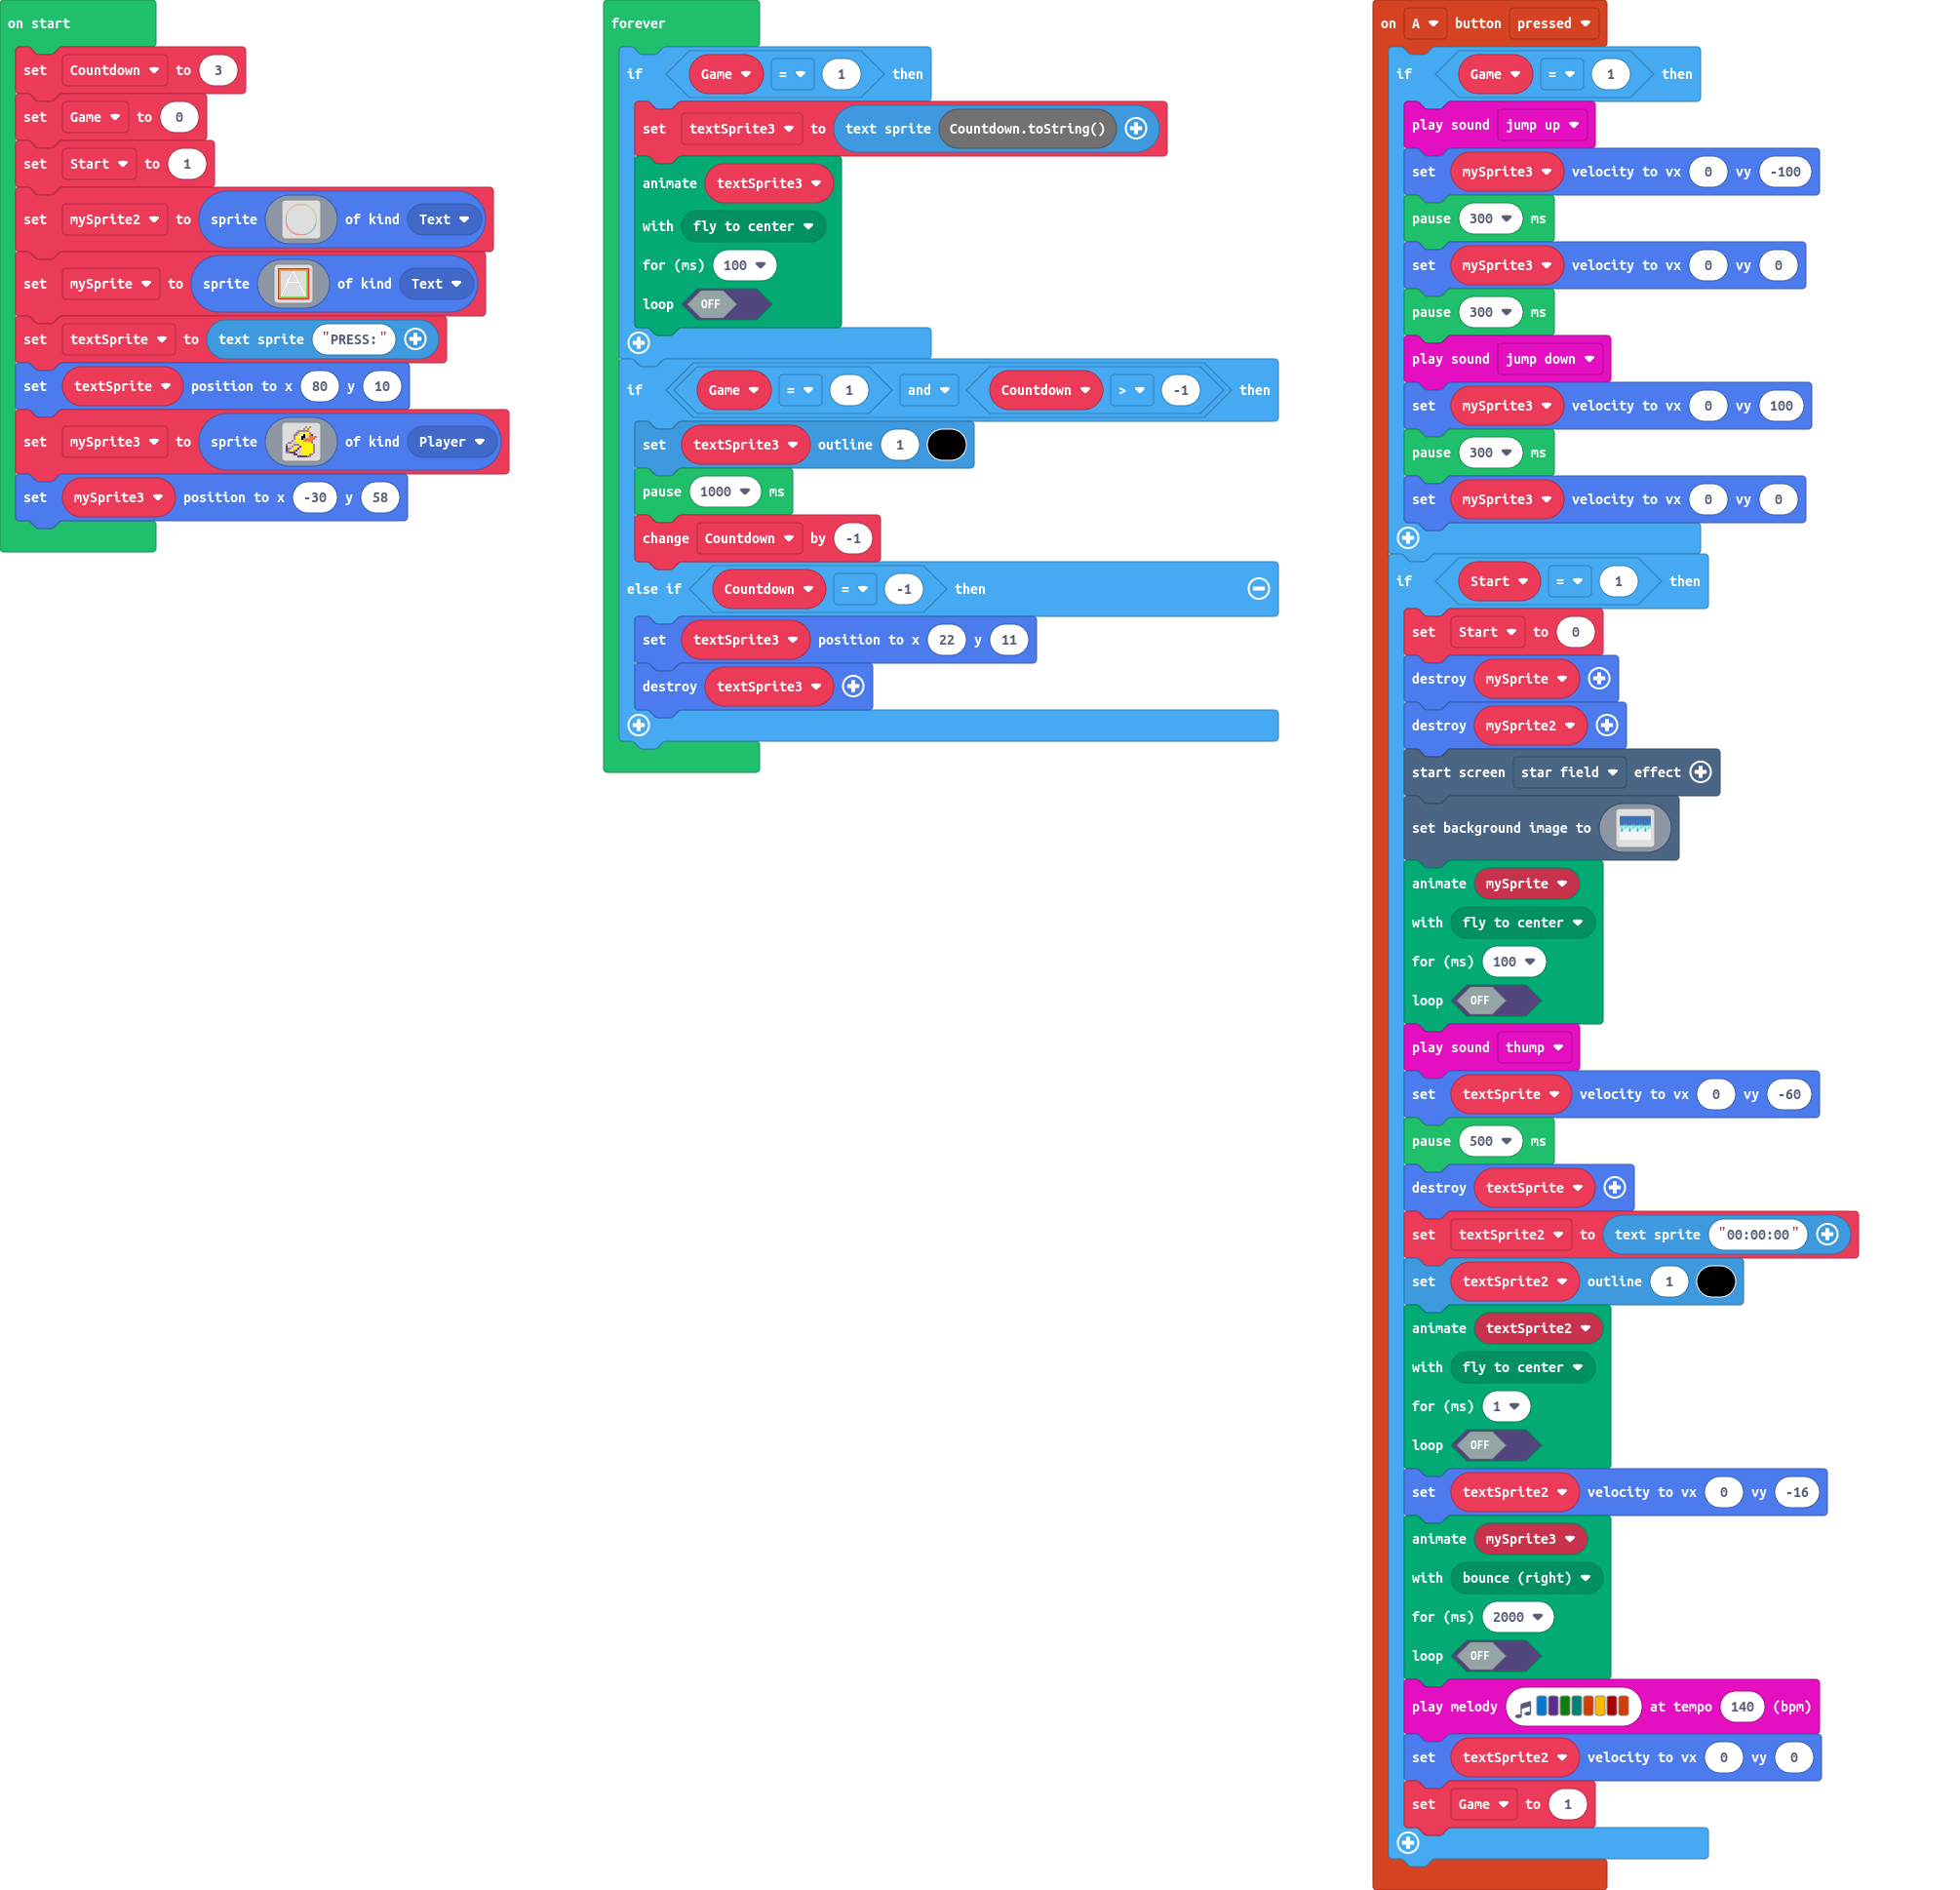 on start
set Countdown to 3
set Game to 0
set Start to 1
set mySprite2 to sprite of kind Text
set mySprite to sprite A of kind Text
set textSprite to text sprite "PRESS:"
set textSprite position to x 80 y 10
set mySprite3 to sprite of kind Player
set mySprite3 position to x -30 y 58
forever
if Game = 1 then
set textSprite3 to text sprite Countdown.toString()
animate textSprite3
with fly to center
for (ms) 100
loop OFF
if Game = 1 and Countdown > -1 then
set textSprite3 outline 1
pause 1000 ms
change Countdown by -1
else if Countdown = -1 then
set textSprite3 position to x 22 y 11
destroy textSprite3
on A button pressed
if Game = 1 then
play sound jump up
set mySprite3 velocity to vx 0 vy -100
pause 300 ms
set mySprite3 velocity to vx 0 vy 0
pause 300 ms
play sound jump down
set mySprite3 velocity to vx 0 vy 100
pause 300 ms
set mySprite3 velocity to vx 0 vy 0
if Start = 1 then
set Start to 0
destroy mySprite
destroy mySprite2
start screen star field effect
set background image to
animate mySprite
with fly to center
for (ms) 100
loop OFF
play sound thump
set textSprite velocity to vx 0 vy -60
pause 500 ms
destroy textSprite
set textSprite2 to text sprite "00:00:00"
set textSprite2 outline 1
animate textSprite2
with fly to center
for (ms) 1
loop OFF
set textSprite2 velocity to vx 0 vy -16
animate mySprite3
with bounce (right)
for (ms) 2000
loop OFF
play melody at tempo 140 (bpm)
set textSprite2 velocity to vx 0 vy 0
set Game to 1